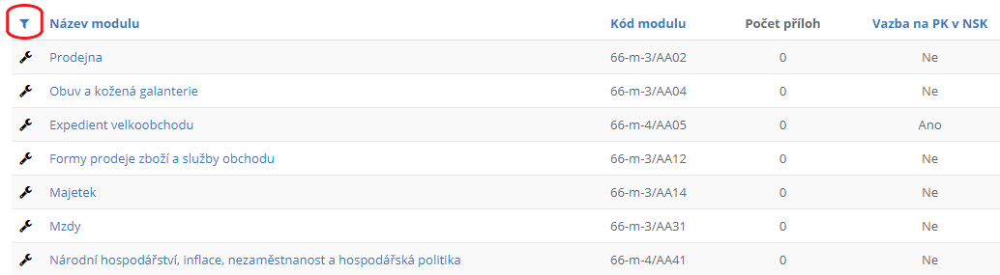 Název modulu Kód modulu Počet příloh Vazba na PK v NSK
Prodejna 66-m-3/AA02 0 Ne
Obuv a kožená galanterie 66-m-3/AA04 0 Ne
Expedient velkoobchodu 66-m-4/AA05 0 Ano
Formy prodeje zboží a služby obchodu 66-m-3/AA12 0 Ne
Majetek 66-m-3/AA14 0 Ne
Mzdy 66-m-3/AA31 0 Ne
Národní hospodářství, inflace, nezaměstnanost a hospodářská politika 66-m-4/AA41 0 Ne